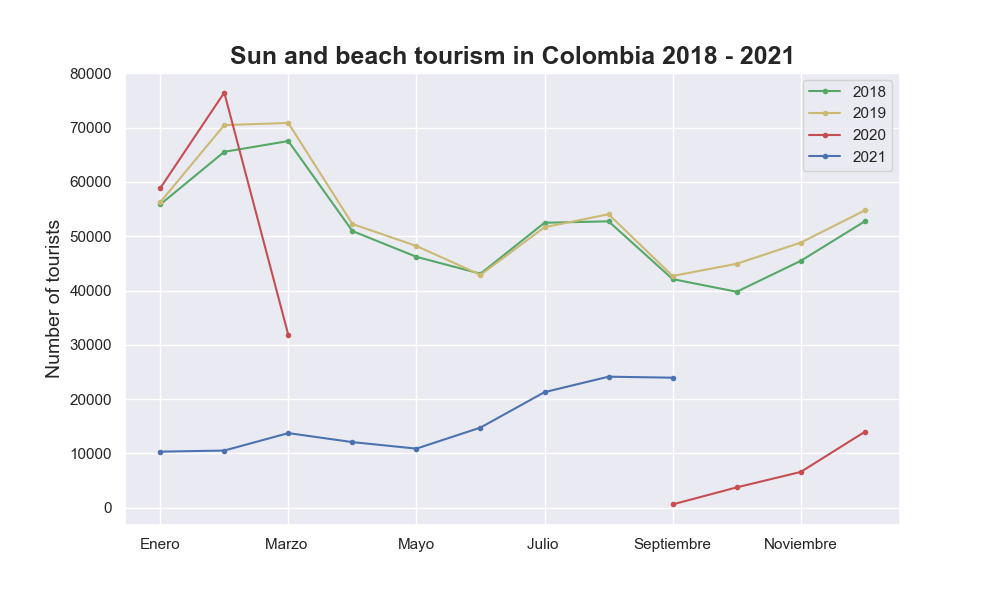 Sun and beach tourism in Colombia 2018 - 2021
2018
2019
2020
2021
Number of tourists
80000
70000
60000
50000
40000
30000
20000
10000
0
Enero
Marzo
Mayo
Julio
Septiembre
Noviembre